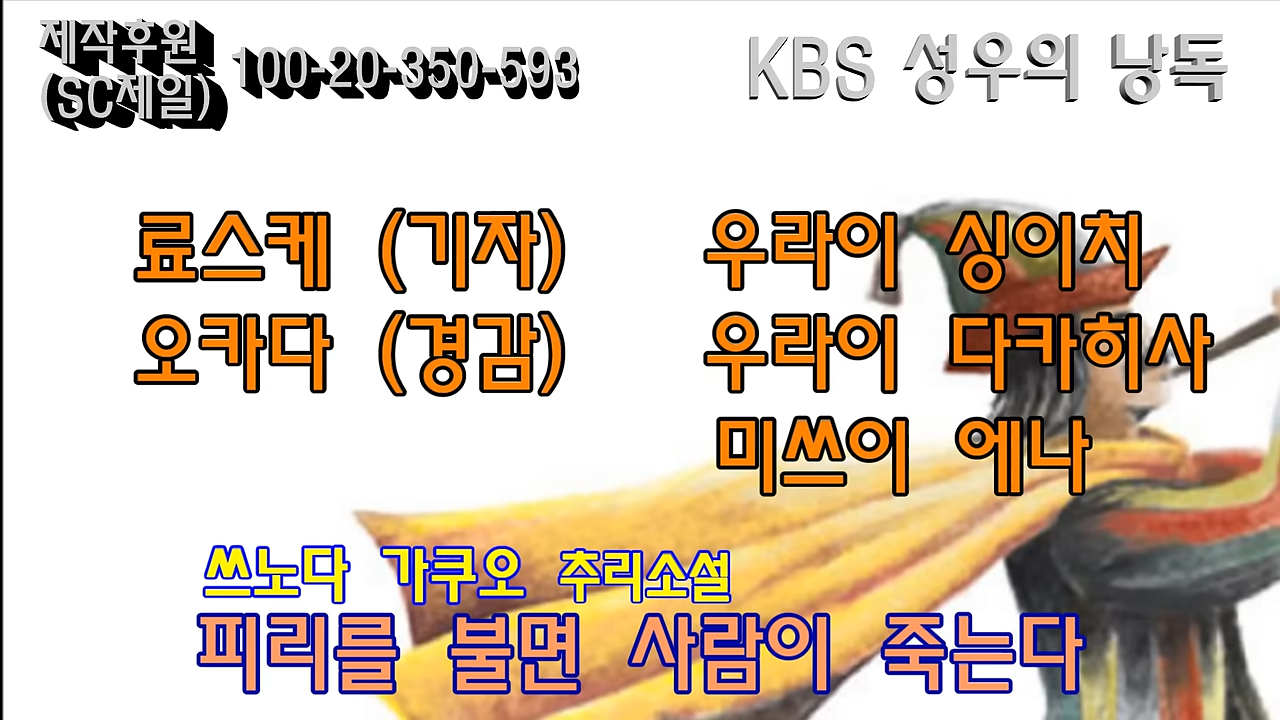 제작후원
(SC제일)
100-20-350-593
KBS 성우의 낭독
료스케 (기자)
우라이 싱이치
오카다 (경감)
우라이 다카히사
미쓰이 에나
쓰노다 가쿠오 추리소설
피리를 불면 사람이 죽는다